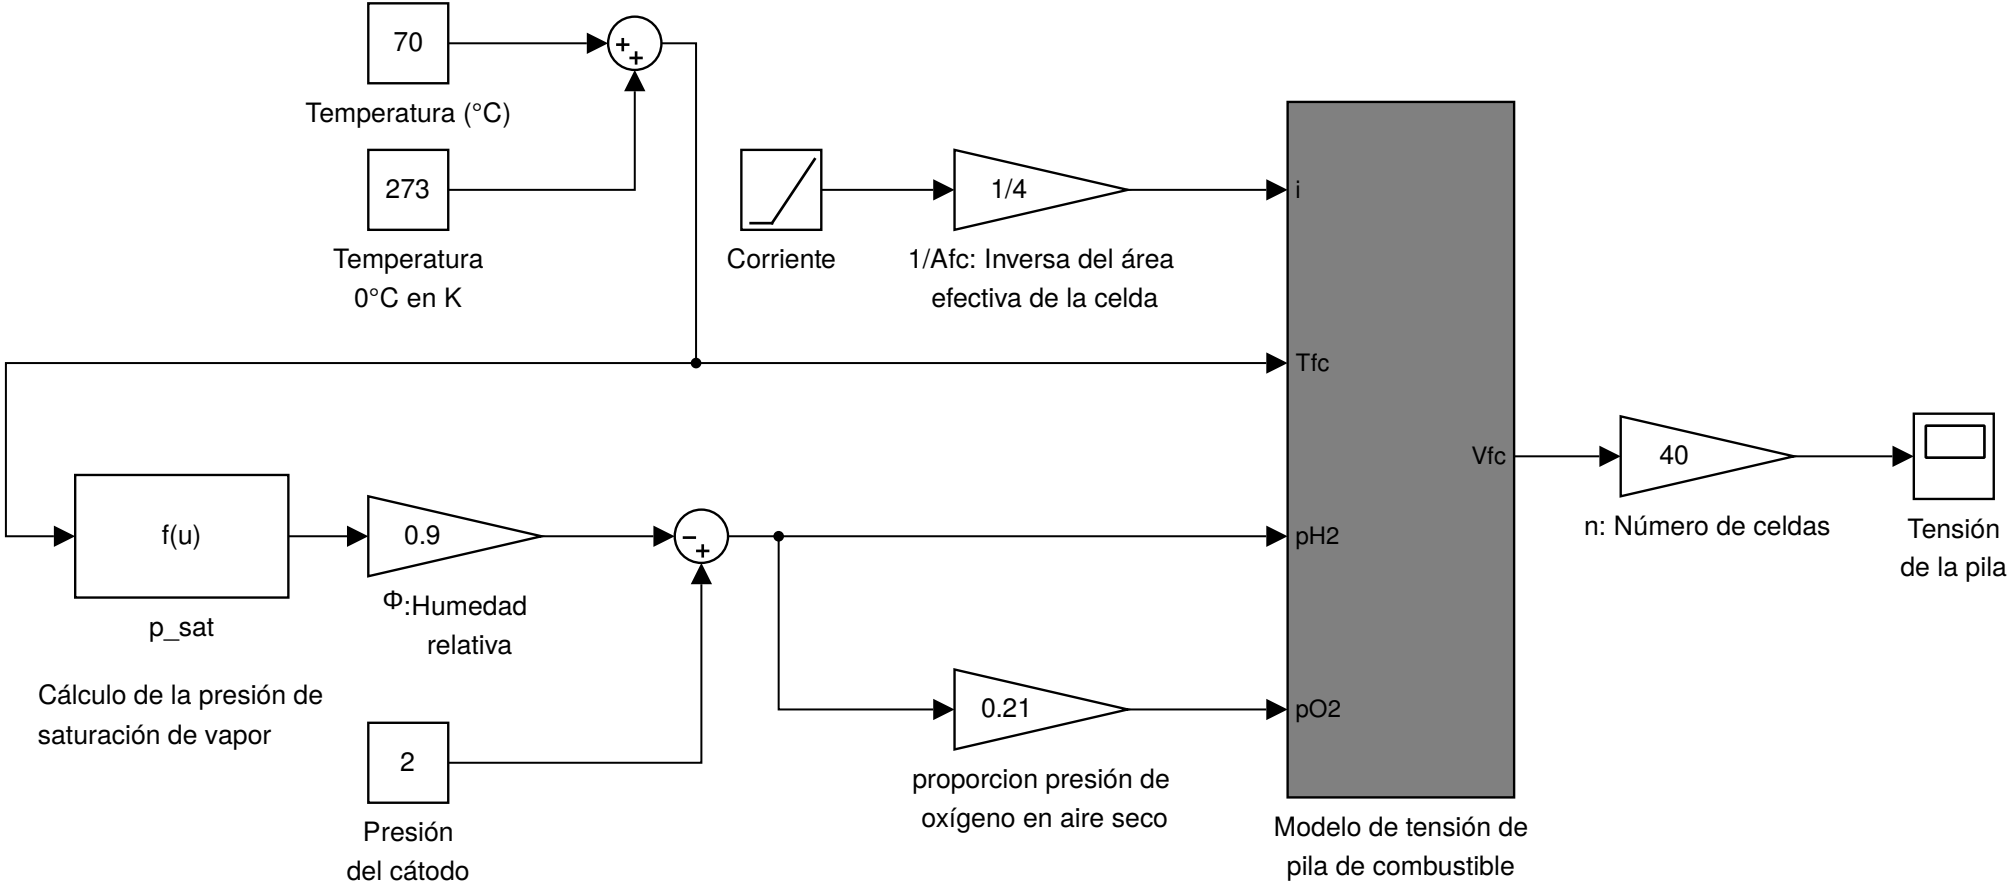 70
+
+
Temperatura (°C)
273
Temperatura
0°C en K
Corriente
1/4
1/Afc: Inversa del área
efectiva de la celda
i
Tfc
pH2
pO2
Vfc
Modelo de tensión de
pila de combustible
40
n: Número de celdas
Tensión
de la pila
f(u)
p_sat
Cálculo de la presión de
saturación de vapor
0.9
Φ:Humedad
relativa
−
+
2
Presión
del cátodo
0.21
proporcion presión de
oxígeno en aire seco